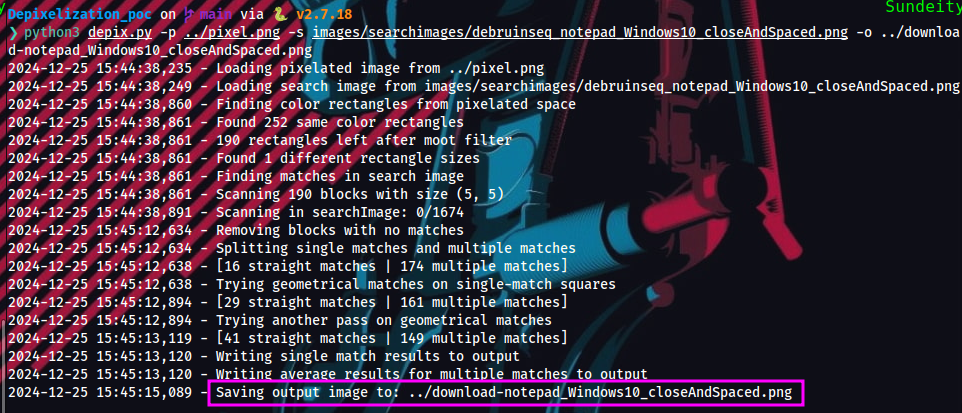 Sundeity
Depixelization_poc on main via v2.7.18
❯ python3 depix.py -p ../pixel.png -s images/searchimages/debruinseq_notepad_Windows10_closeAndSpaced.png -o ../downloa
d-notepad_Windows10_closeAndSpaced.png
2024-12-25 15:44:38,235 - Loading pixelated image from ../pixel.png
2024-12-25 15:44:38,249 - Loading search image from images/searchimages/debruinseq_notepad_Windows10_closeAndSpaced.png
2024-12-25 15:44:38,860 - Finding color rectangles from pixelated space
2024-12-25 15:44:38,861 - Found 252 same color rectangles
2024-12-25 15:44:38,861 - 190 rectangles left after moot filter
2024-12-25 15:44:38,861 - Found 1 different rectangle sizes
2024-12-25 15:44:38,861 - Finding matches in search image
2024-12-25 15:44:38,861 - Scanning 190 blocks with size (5, 5)
2024-12-25 15:44:38,891 - Scanning in searchImage: 0/1674
2024-12-25 15:45:12,634 - Removing blocks with no matches
2024-12-25 15:45:12,634 - Splitting single matches and multiple matches
2024-12-25 15:45:12,638 - [16 straight matches | 174 multiple matches]
2024-12-25 15:45:12,638 - Trying geometrical matches on single-match squares
2024-12-25 15:45:12,894 - [29 straight matches | 161 multiple matches]
2024-12-25 15:45:12,894 - Trying another pass on geometrical matches
2024-12-25 15:45:13,119 - [41 straight matches | 149 multiple matches]
2024-12-25 15:45:13,120 - Writing single match results to output
2024-12-25 15:45:13,120 - Writing average results for multiple matches to output
2024-12-25 15:45:15,089 - Saving output image to: ../download-notepad_Windows10_closeAndSpaced.png